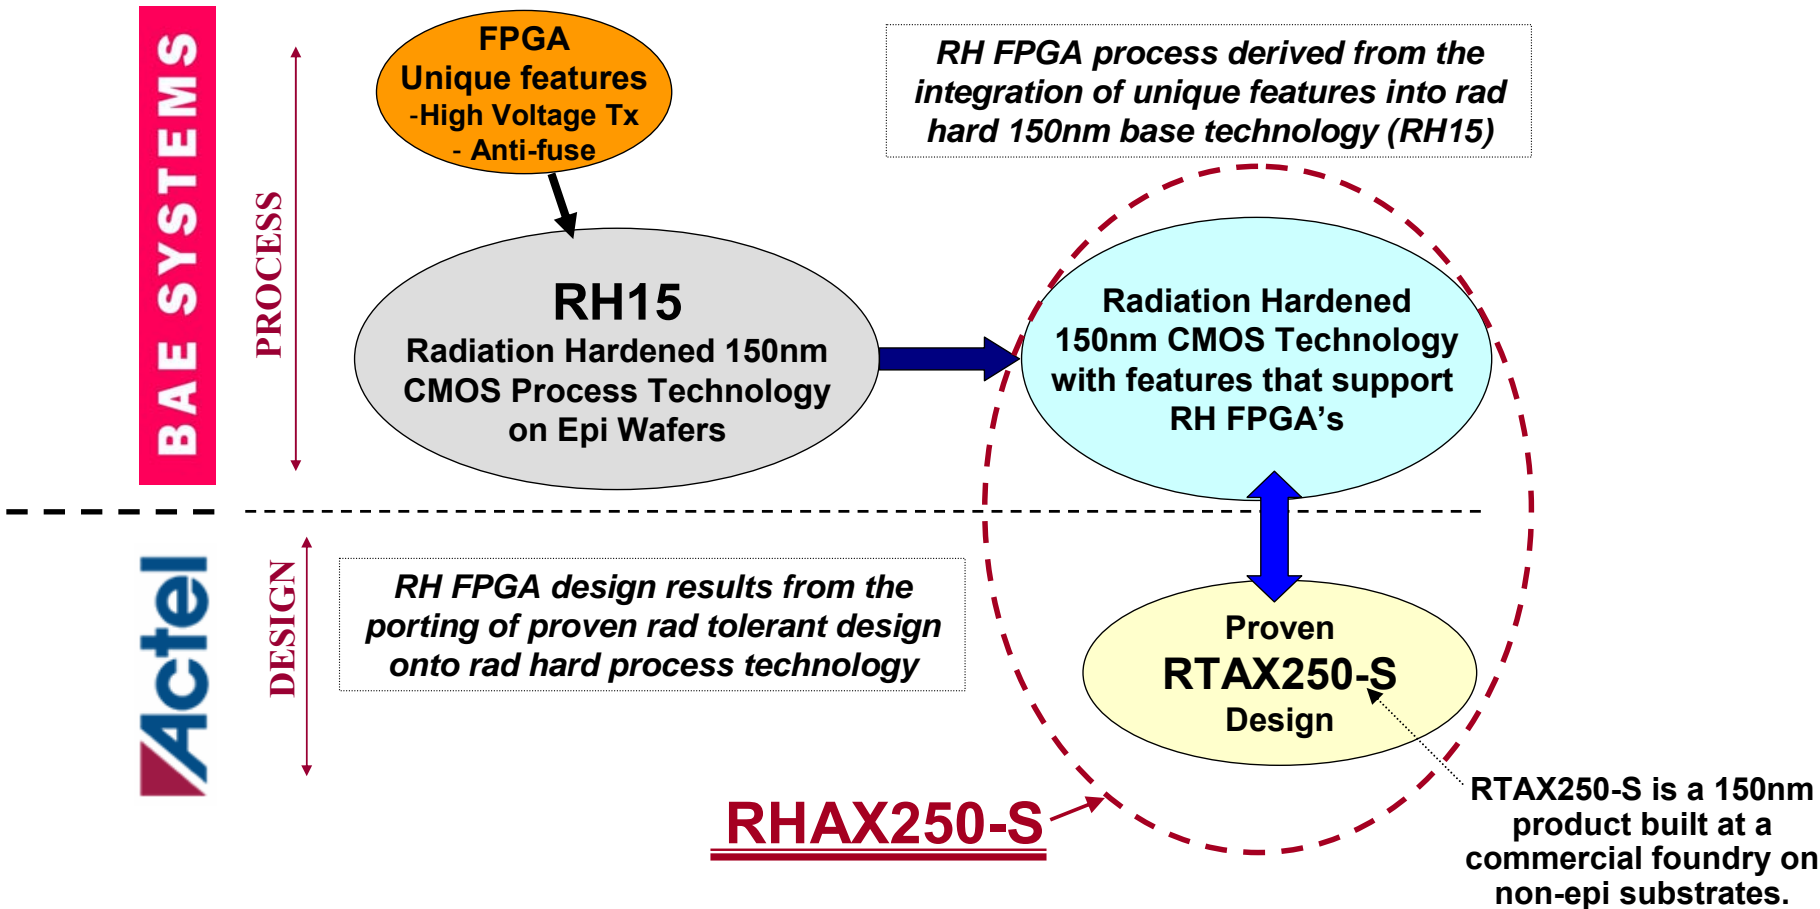 BAE SYSTEMS
PROCESS
FPGA
Unique features
-High Voltage Tx
- Anti-fuse
RH FPGA process derived from the
integration of unique features into rad
hard 150nm base technology (RH15)
RH15
Radiation Hardened 150nm
CMOS Process Technology
on Epi Wafers
Radiation Hardened
150nm CMOS Technology
with features that support
RH FPGA's
Actel
DESIGN
RH FPGA design results from the
porting of proven rad tolerant design
onto rad hard process technology
Proven
RTAX250-S
Design
RHAX250-S
RTAX250-S is a 150nm
product built at a
commercial foundry on
non-epi substrates.